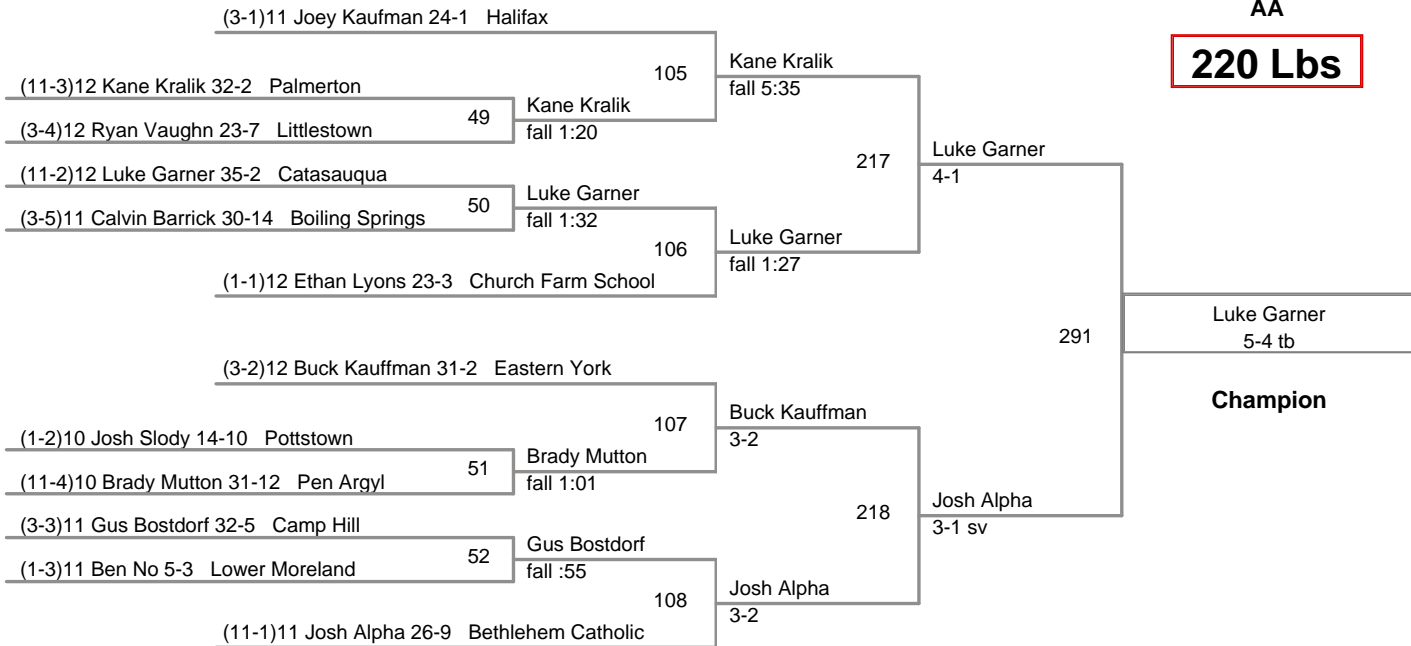 (3-1)11 Joey Kaufman 24-1 Halifax
AA
220 Lbs
105
Kane Kralik
fall 5:35
(11-3)12 Kane Kralik 32-2 Palmerton
49
Kane Kralik
fall 1:20
(3-4)12 Ryan Vaughn 23-7 Littlestown
217
Luke Garner
4-1
(11-2)12 Luke Garner 35-2 Catasauqua
50
Luke Garner
fall 1:32
(3-5)11 Calvin Barrick 30-14 Boiling Springs
106
Luke Garner
fall 1:27
(1-1)12 Ethan Lyons 23-3 Church Farm School
291
Luke Garner
5-4 tb
Champion
(3-2)12 Buck Kauffman 31-2 Eastern York
107
Buck Kauffman
3-2
(1-2)10 Josh Slody 14-10 Pottstown
51
Brady Mutton
fall 1:01
(11-4)10 Brady Mutton 31-12 Pen Argyl
218
Josh Alpha
3-1 sv
(3-3)11 Gus Bostdorf 32-5 Camp Hill
52
Gus Bostdorf
fall :55
(1-3)11 Ben No 5-3 Lower Moreland
108
Josh Alpha
3-2
(11-1)11 Josh Alpha 26-9 Bethlehem Catholic